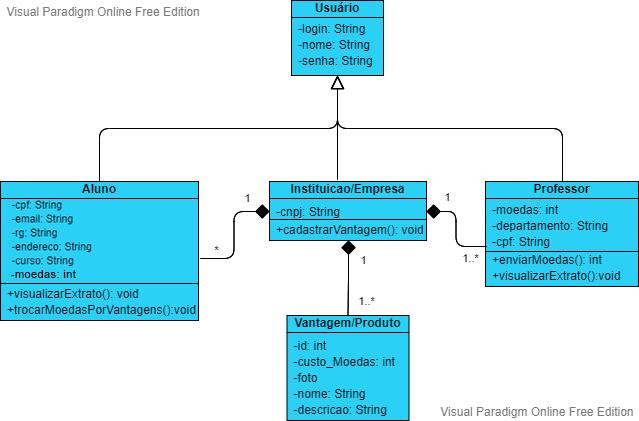 Visual Paradigm Online Free Edition
Usuário
-login: String
-nome: String
-senha: String
Aluno
-cpf: String
-email: String
-rg: String
-endereco: String
-curso: String
-moedas: int
+visualizarExtrato(): void
+trocarMoedasPorVantagens():void
1
*
Instituicao/Empresa
-cnpj: String
+cadastrarVantagem(): void
1
1
1..*
Professor
-moedas: int
-departamento: String
-cpf: String
+enviarMoedas(): int
+visualizarExtrato():void
1..*
Vantagem/Produto
-id: int
-custo_Moedas: int
-foto
-nome: String
-descricao: String
Visual Paradigm Online Free Edition